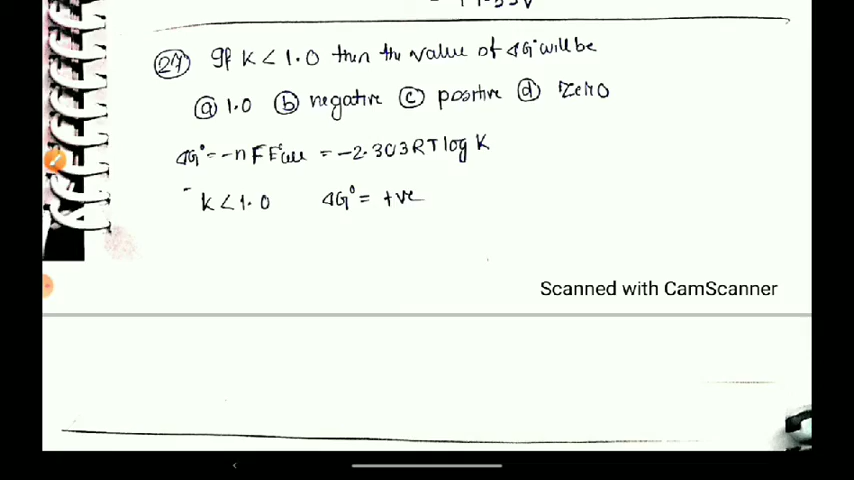 (27) If K < 1.0 then the value of ΔG° will be
(a) 1.0 (b) negative (c) positive (d) Zero
ΔG° = -nFE°cell = -2.303RT log K
K < 1.0 ΔG° = +ve
Scanned with CamScanner